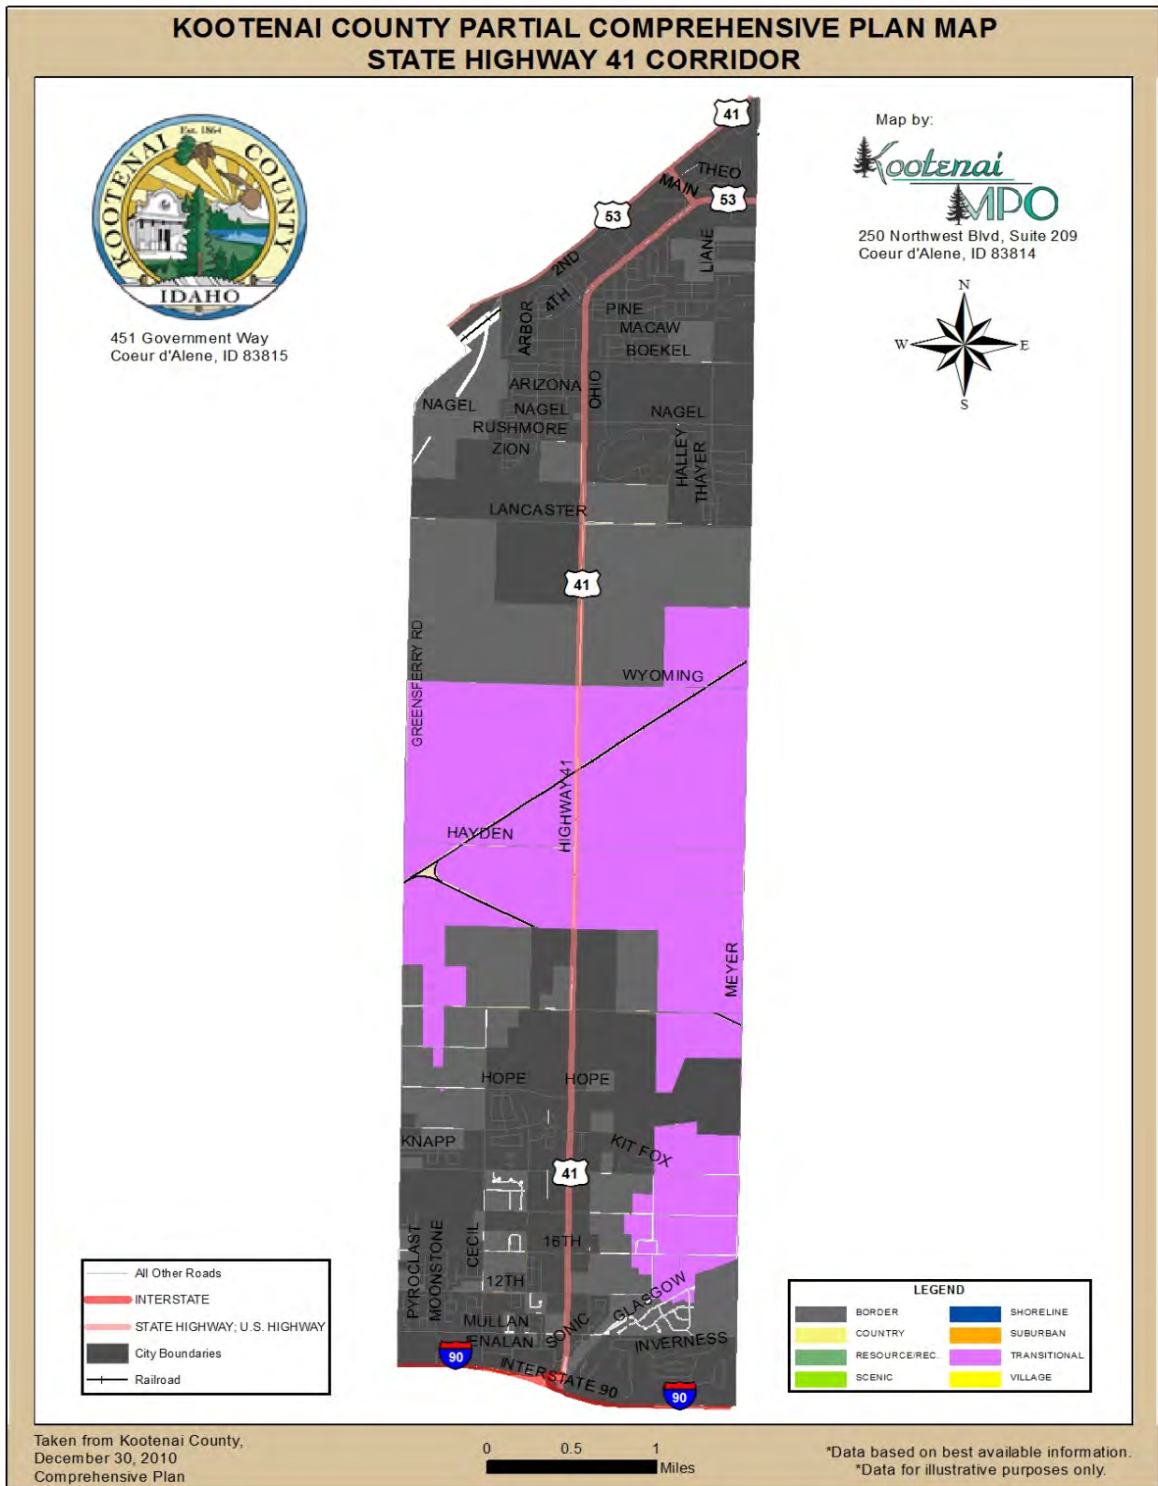 KOOTENAI COUNTY PARTIAL COMPREHENSIVE PLAN MAP
STATE HIGHWAY 41 CORRIDOR
Est. 1864
KOOTENAI COUNTY
IDAHO
451 Government Way
Coeur d'Alene, ID 83815
Map by:
Kootenai
MPO
250 Northwest Blvd, Suite 209
Coeur d'Alene, ID 83814
N
W
E
S
41
THEO
MAIN
53
53
LIANE
2ND
4TH
ARBOR
PINE
MACAW
BOEKEL
ARIZONA
OHIO
NAGEL
NAGEL
NAGEL
RUSHMORE
ZION
HALLEY
THAYER
LANCASTER
41
GREENSFERRY RD
WYOMING
HIGHWAY 41
HAYDEN
MEYER
HOPE
HOPE
KNAPP
KIT FOX
41
PYROCLAST
MOONSTONE
CECIL
16TH
12TH
GLASGOW
MULLAN
SONIC
ENALAN
INVERNESS
90
INTERSTATE 90
90
All Other Roads
INTERSTATE
STATE HIGHWAY; U.S. HIGHWAY
City Boundaries
Railroad
LEGEND
BORDER
SHORELINE
COUNTRY
SUBURBAN
RESOURCE/REC.
TRANSITIONAL
SCENIC
VILLAGE
Taken from Kootenai County,
December 30, 2010
Comprehensive Plan
0 0.5 1
Miles
*Data based on best available information.
*Data for illustrative purposes only.